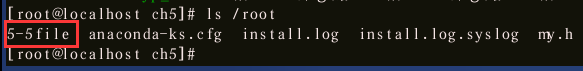 [root@localhost ch5]# ls /root
5-5file anaconda-ks.cfg install.log install.log.syslog my.h
[root@localhost ch5]#